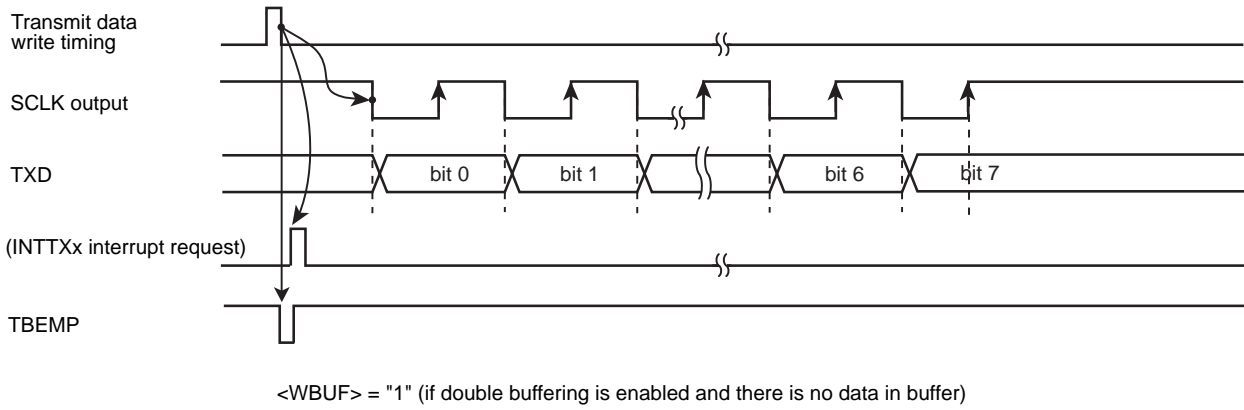 Transmit data
write timing
SCLK output
TXD
bit 0
bit 1
bit 6
bit 7
(INTTXx interrupt request)
TBEMP
<WBUF> = "1" (if double buffering is enabled and there is no data in buffer)